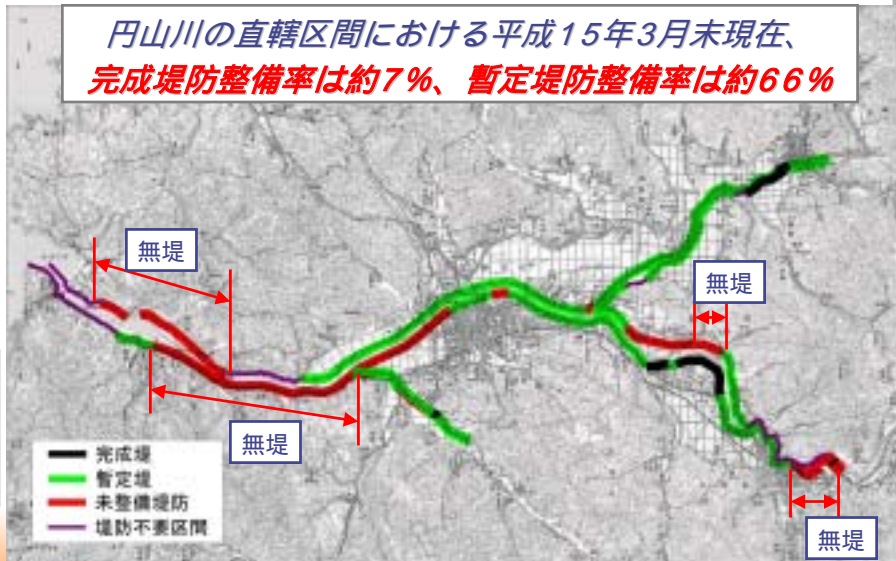 円山川の直轄区間における平成15年3月末現在、
完成堤防整備率は約7%、暫定堤防整備率は約66%
無堤
無堤
無堤
無堤
完成堤
暫定堤
未整備堤防
堤防不要区間